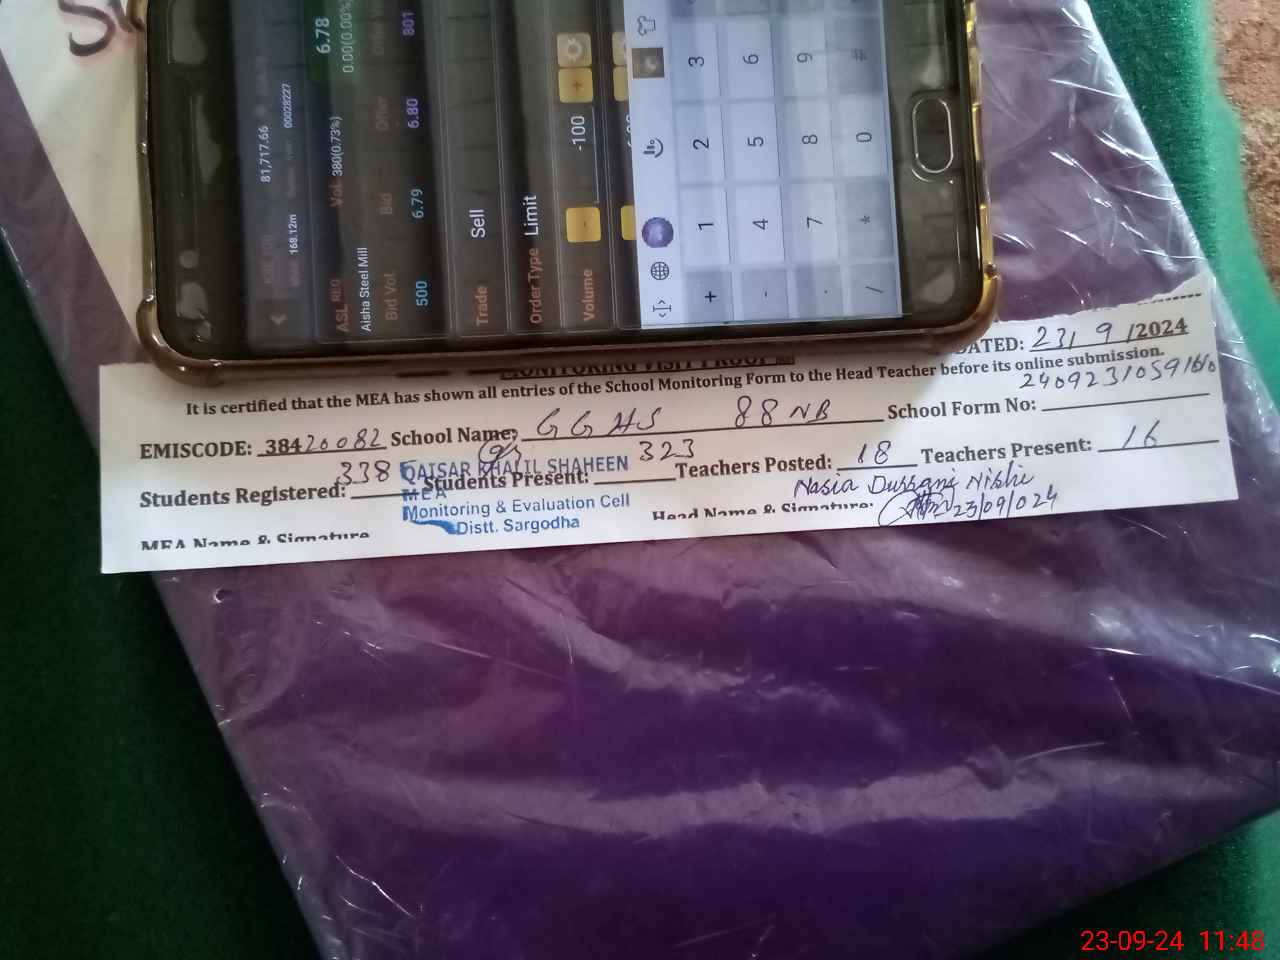 81,717.66
168.12m 00028227
6.78
ASL REG Vol. 380(0.73%) 0.00(0.00%)
Aisha Steel Mill
Bid Vol Bid Offer
500 6.79 6.80 801
Trade Sell
Order Type Limit
Volume - -100 +
+ 1 2 3
- 4 5 6
. 7 8 9
/ * 0 #
MONITORING VISIT PROOF
DATED: 23/ 9 /2024
It is certified that the MEA has shown all entries of the School Monitoring Form to the Head Teacher before its online submission.
EMISCODE: 38420082 School Name: GGHS 88 NB School Form No:
Students Registered: 338 Students Present: 323 Teachers Posted: 18 Teachers Present: 16
QAISAR KHALIL SHAHEEN
MEA
Monitoring & Evaluation Cell
Distt. Sargodha
MEA Name & Signature
Head Name & Signature: 23/09/024
23-09-24 11:48